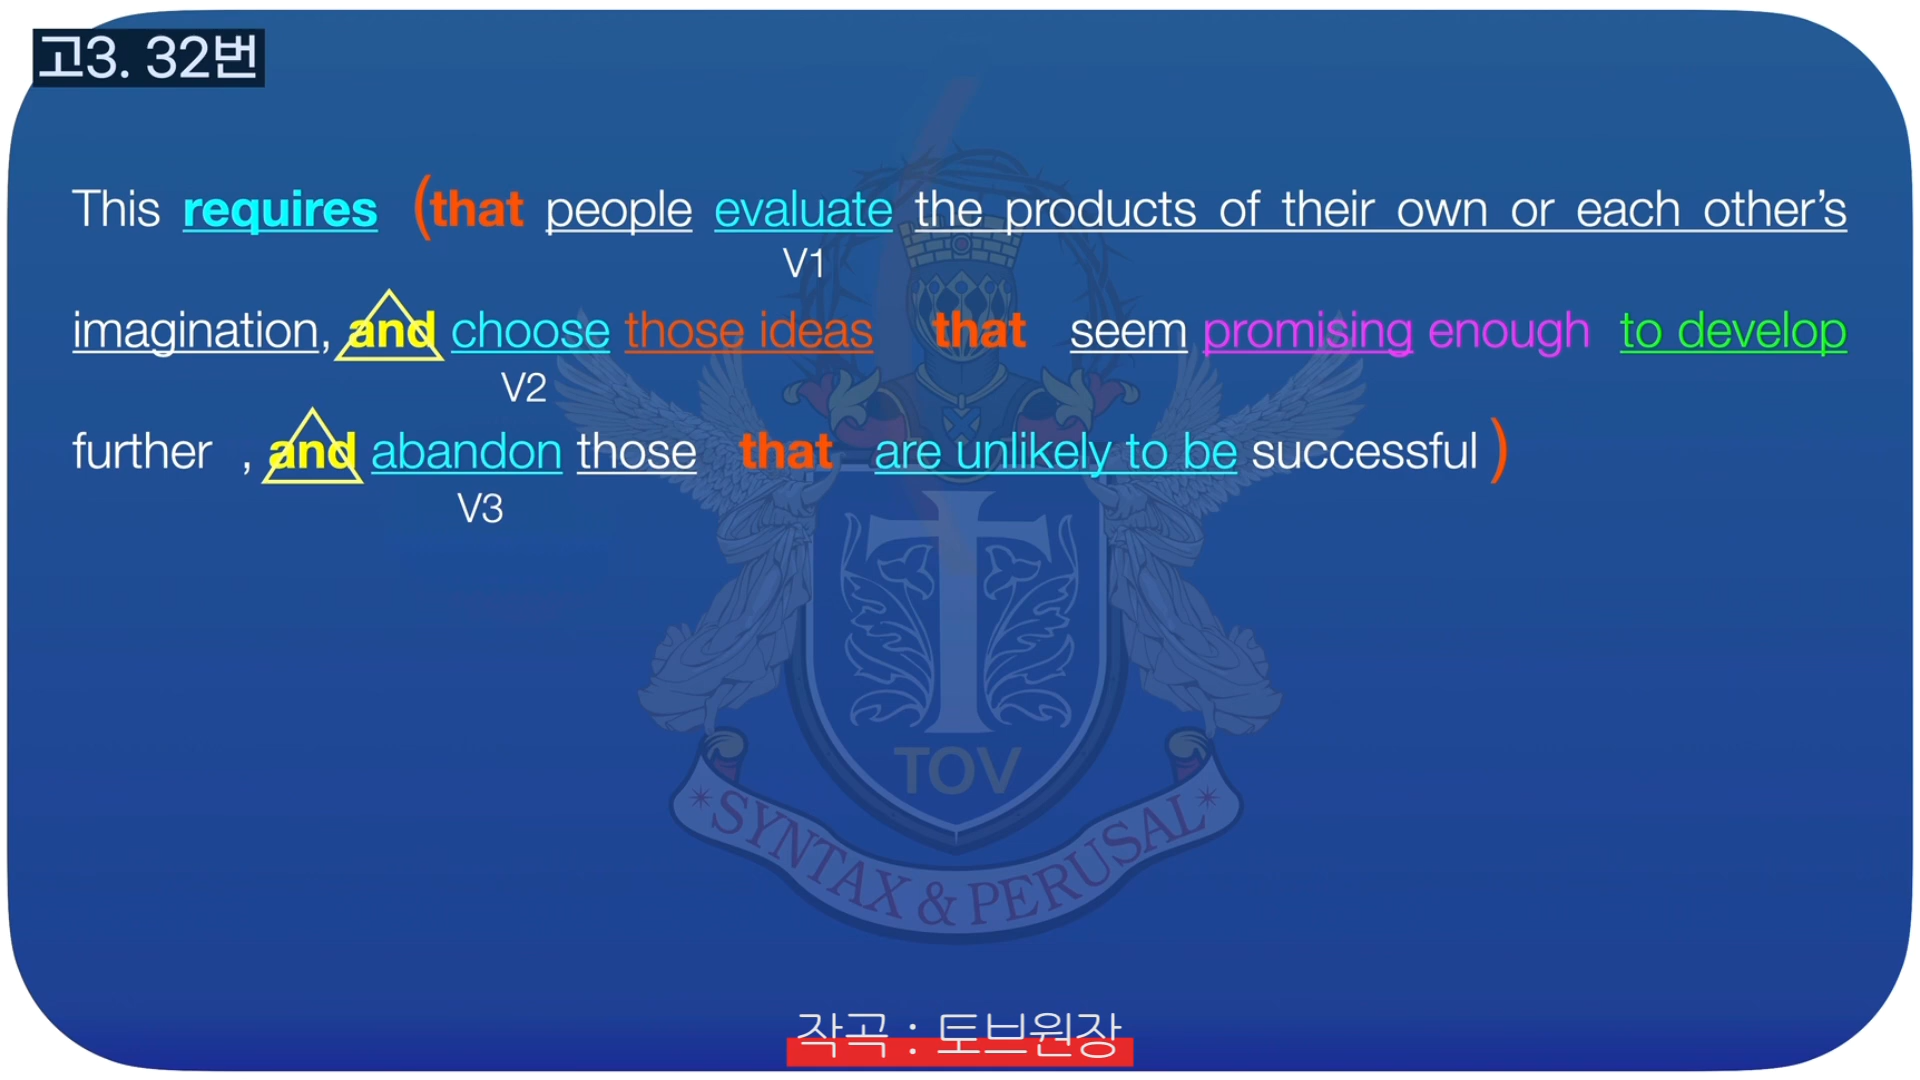 고3. 32번
This requires (that people evaluate the products of their own or each other’s
V1
imagination, and choose those ideas that seem promising enough to develop
V2
further , and abandon those that are unlikely to be successful )
V3
TOV
*SYNTAX & PERUSAL*
작곡 : 토브원장